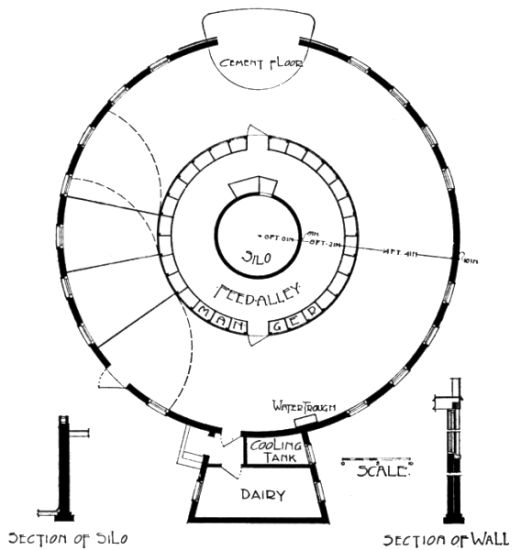 CEMENT FLOOR
SILO
FEED-ALLEY
MANGER
WATER TROUGH
COOLING
TANK
SCALE
DAIRY
SECTION OF SILO
SECTION OF WALL